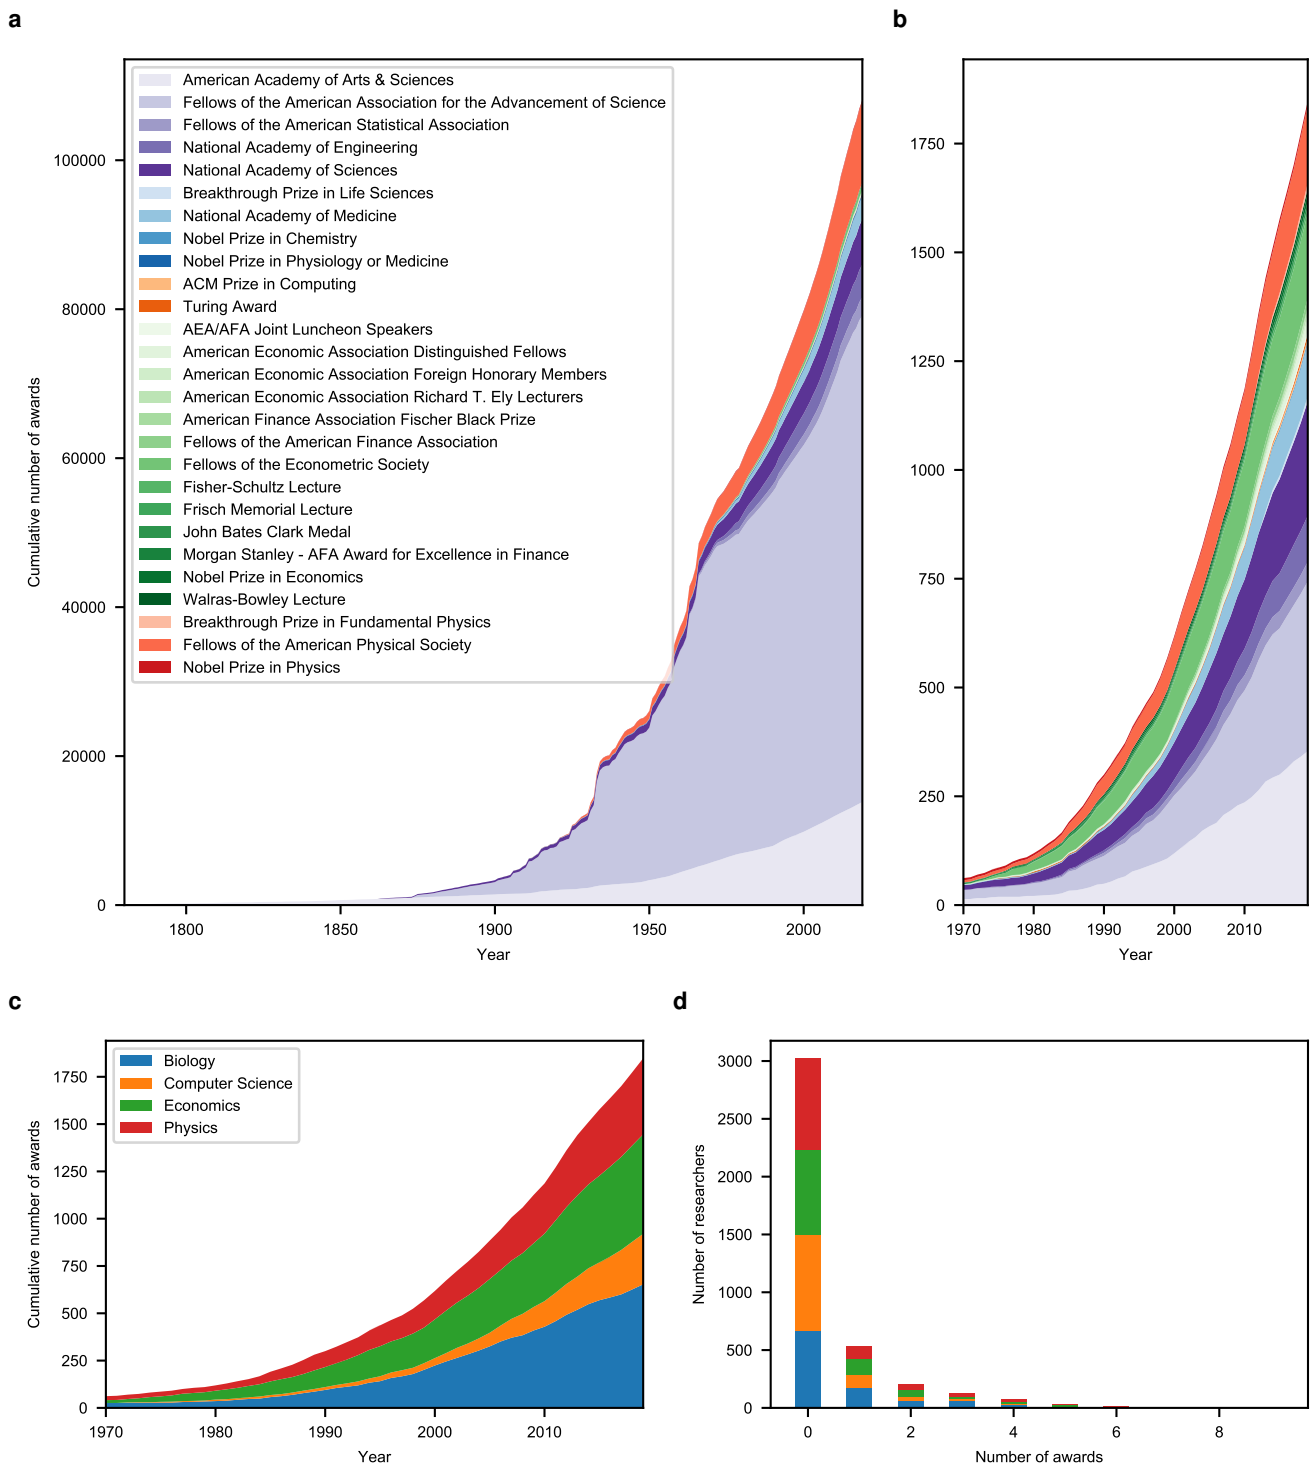 a
American Academy of Arts & Sciences
Fellows of the American Association for the Advancement of Science
Fellows of the American Statistical Association
National Academy of Engineering
National Academy of Sciences
Breakthrough Prize in Life Sciences
National Academy of Medicine
Nobel Prize in Chemistry
Nobel Prize in Physiology or Medicine
ACM Prize in Computing
Turing Award
AEA/AFA Joint Luncheon Speakers
American Economic Association Distinguished Fellows
American Economic Association Foreign Honorary Members
American Economic Association Richard T. Ely Lecturers
American Finance Association Fischer Black Prize
Fellows of the American Finance Association
Fellows of the Econometric Society
Fisher-Schultz Lecture
Frisch Memorial Lecture
John Bates Clark Medal
Morgan Stanley - AFA Award for Excellence in Finance
Nobel Prize in Economics
Walras-Bowley Lecture
Breakthrough Prize in Fundamental Physics
Fellows of the American Physical Society
Nobel Prize in Physics
Cumulative number of awards
100000
80000
60000
40000
20000
0
1800 1850 1900 1950 2000
Year
b
1750
1500
1250
1000
750
500
250
0
1970 1980 1990 2000 2010
Year
c
Biology
Computer Science
Economics
Physics
Cumulative number of awards
1750
1500
1250
1000
750
500
250
0
1970 1980 1990 2000 2010
Year
d
Number of researchers
3000
2500
2000
1500
1000
500
0
0 2 4 6 8
Number of awards